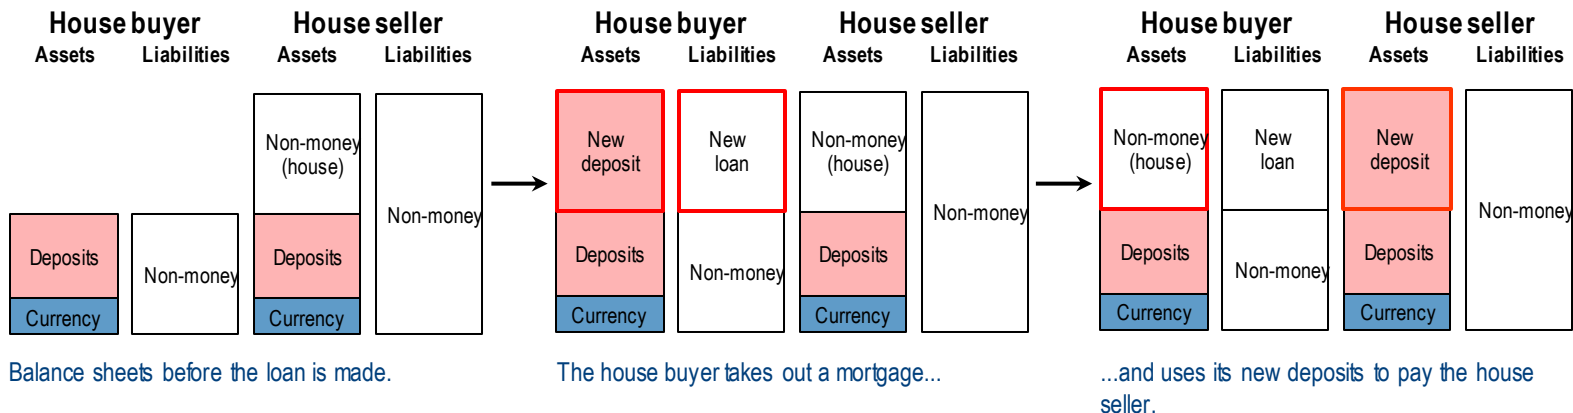 House buyer House seller House buyer House seller House buyer House seller
Assets Liabilities Assets Liabilities Assets Liabilities Assets Liabilities Assets Liabilities Assets Liabilities
Non-money
(house)
Non-money
Deposits
Non-money
Deposits
Currency
Currency
New
deposit
New
loan
Non-money
(house)
Non-money
Deposits
Non-money
Deposits
Currency
Currency
Non-money
(house)
New
loan
New
deposit
Non-money
Deposits
Non-money
Deposits
Currency
Currency
Balance sheets before the loan is made.
The house buyer takes out a mortgage...
...and uses its new deposits to pay the house
seller.